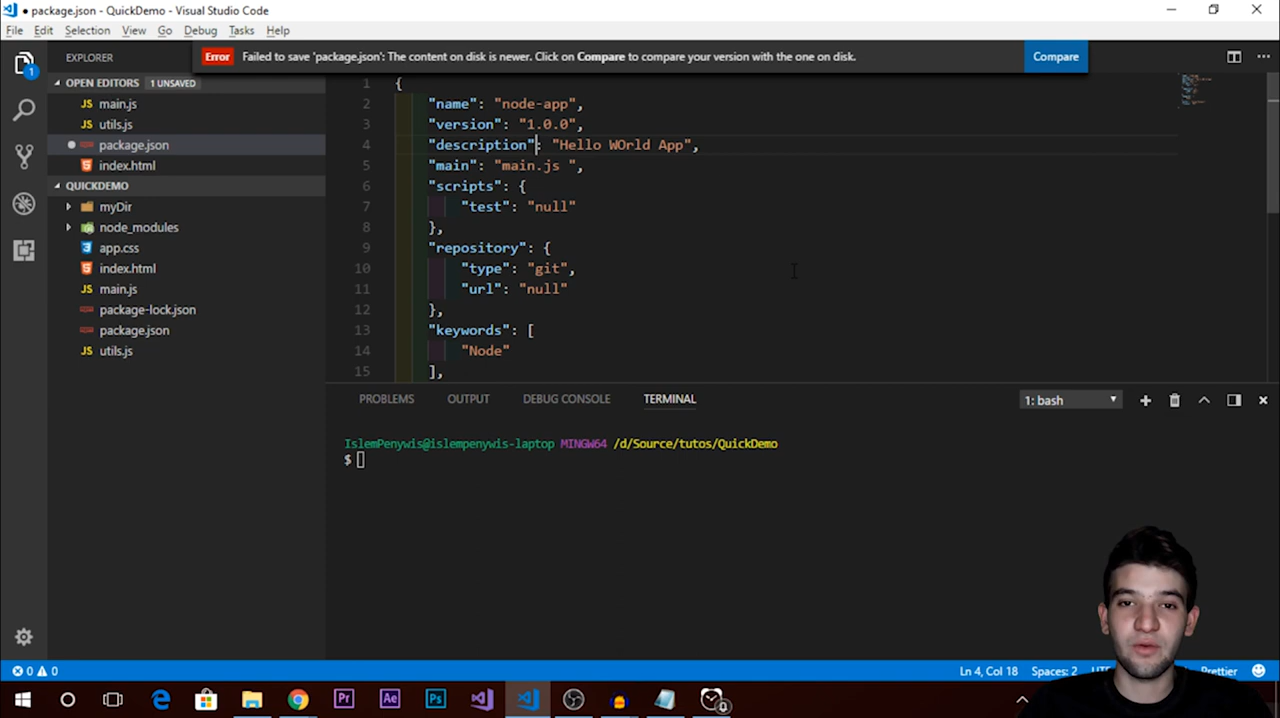 package.json - QuickDemo - Visual Studio Code
File Edit Selection View Go Debug Tasks Help
EXPLORER
Error Failed to save 'package.json': The content on disk is newer. Click on Compare to compare your version with the one on disk.
Compare
OPEN EDITORS 1 UNSAVED
JS main.js
JS utils.js
package.json
index.html
QUICKDEMO
myDir
node_modules
app.css
index.html
JS main.js
package-lock.json
package.json
JS utils.js
1 {
2 "name": "node-app",
3 "version": "1.0.0",
4 "description": "Hello WOrld App",
5 "main": "main.js ",
6 "scripts": {
7 "test": "null"
8 },
9 "repository": {
10 "type": "git",
11 "url": "null"
12 },
13 "keywords": [
14 "Node"
15 ],
PROBLEMS OUTPUT DEBUG CONSOLE TERMINAL
1: bash
IslemPenywis@islempenywis-laptop MINGW64 /d/Source/tutos/QuickDemo
$
0 0
Ln 4, Col 18 Spaces: 2 Prettier
Pr Ae Ps
1